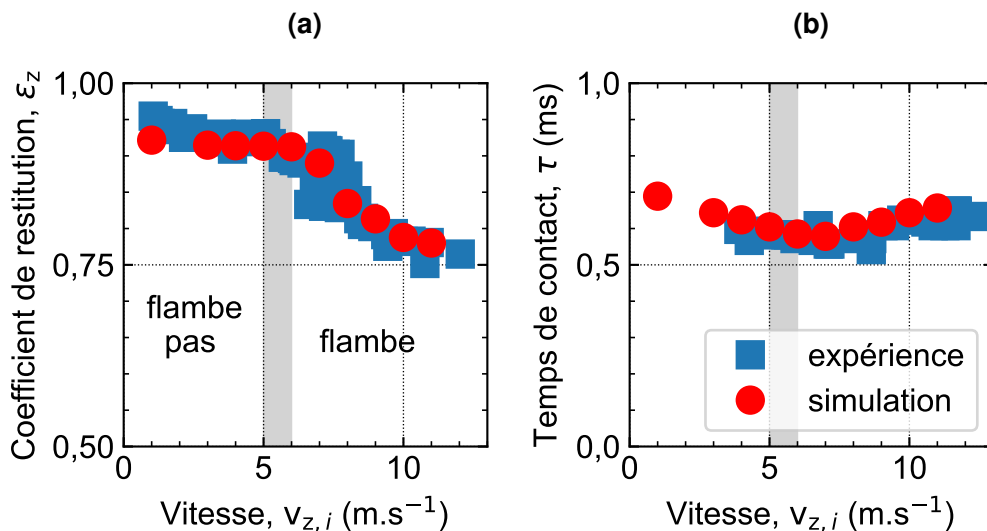 (a)
(b)
Coefficient de restitution, εz
1,00
0,75
0,50
flambe
pas
flambe
0
5
10
Vitesse, vz, i (m.s−1)
Temps de contact, τ (ms)
1,0
0,5
0,0
expérience
simulation
0
5
10
Vitesse, vz, i (m.s−1)